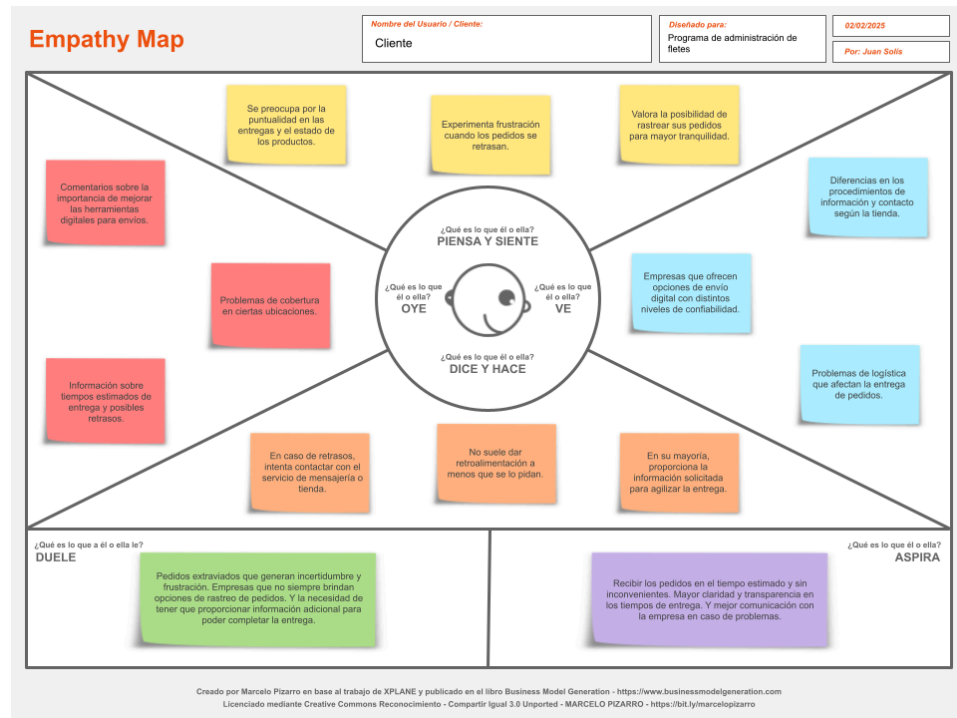 Empathy Map
Nombre del Usuario / Cliente:
Cliente
Diseñado para:
Programa de administración de
fletes
02/02/2025
Por: Juan Solís
Se preocupa por la
puntualidad en las
entregas y el estado de
los productos.
Experimenta frustración
cuando los pedidos se
retrasan.
Valora la posibilidad de
rastrear sus pedidos
para mayor tranquilidad.
Comentarios sobre la
importancia de mejorar
las herramientas
digitales para envíos.
Problemas de cobertura
en ciertas ubicaciones.
Información sobre
tiempos estimados de
entrega y posibles
retrasos.
¿Qué es lo que él o ella?
PIENSA Y SIENTE
¿Qué es lo que
él o ella?
OYE
¿Qué es lo que
él o ella?
VE
¿Qué es lo que él o ella?
DICE Y HACE
Diferencias en los
procedimientos de
información y contacto
según la tienda.
Empresas que ofrecen
opciones de envío
digital con distintos
niveles de confiabilidad.
Problemas de logística
que afectan la entrega
de pedidos.
En caso de retrasos,
intenta contactar con el
servicio de mensajería o
tienda.
No suele dar
retroalimentación a
menos que se lo pidan.
En su mayoría,
proporciona la
información solicitada
para agilizar la entrega.
¿Qué es lo que a él o ella le?
DUELE
Pedidos extraviados que generan incertidumbre y
frustración. Empresas que no siempre brindan
opciones de rastreo de pedidos. Y la necesidad de
tener que proporcionar información adicional para
poder completar la entrega.
¿Qué es lo que él o ella?
ASPIRA
Recibir los pedidos en el tiempo estimado y sin
inconvenientes. Mayor claridad y transparencia en
los tiempos de entrega. Y mejor comunicación con
la empresa en caso de problemas.
Creado por Marcelo Pizarro en base al trabajo de XPLANE y publicado en el libro Business Model Generation - https://www.businessmodelgeneration.com
Licenciado mediante Creative Commons Reconocimiento - Compartir Igual 3.0 Unported - MARCELO PIZARRO - https://bit.ly/marcelopizarro